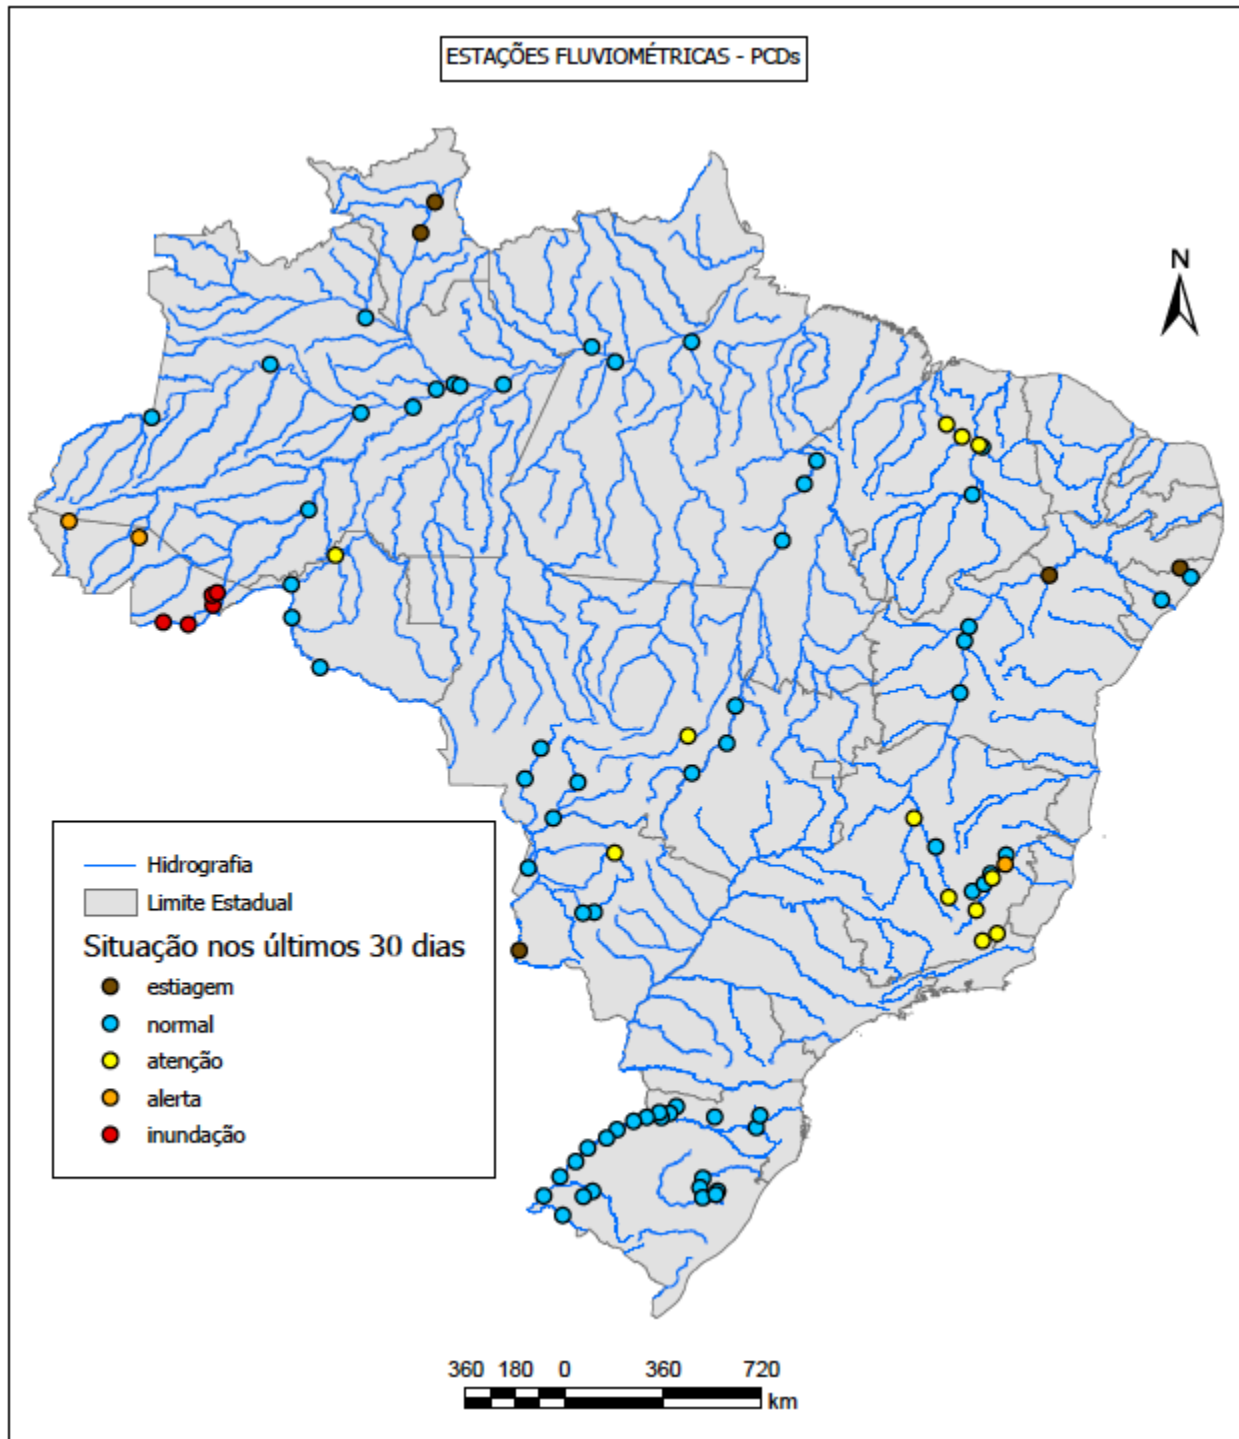 ESTAÇÕES FLUVIOMÉTRICAS - PCDs
N
Hidrografia
Limite Estadual
Situação nos últimos 30 dias
estiagem
normal
atenção
alerta
inundação
360 180 0 360 720
km